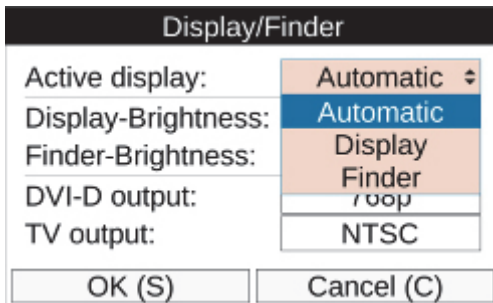 Display/Finder
Active display: Automatic
Automatic
Display-Brightness:
Display
Finder-Brightness:
Finder
DVI-D output: 768p
TV output: NTSC
OK (S) Cancel (C)